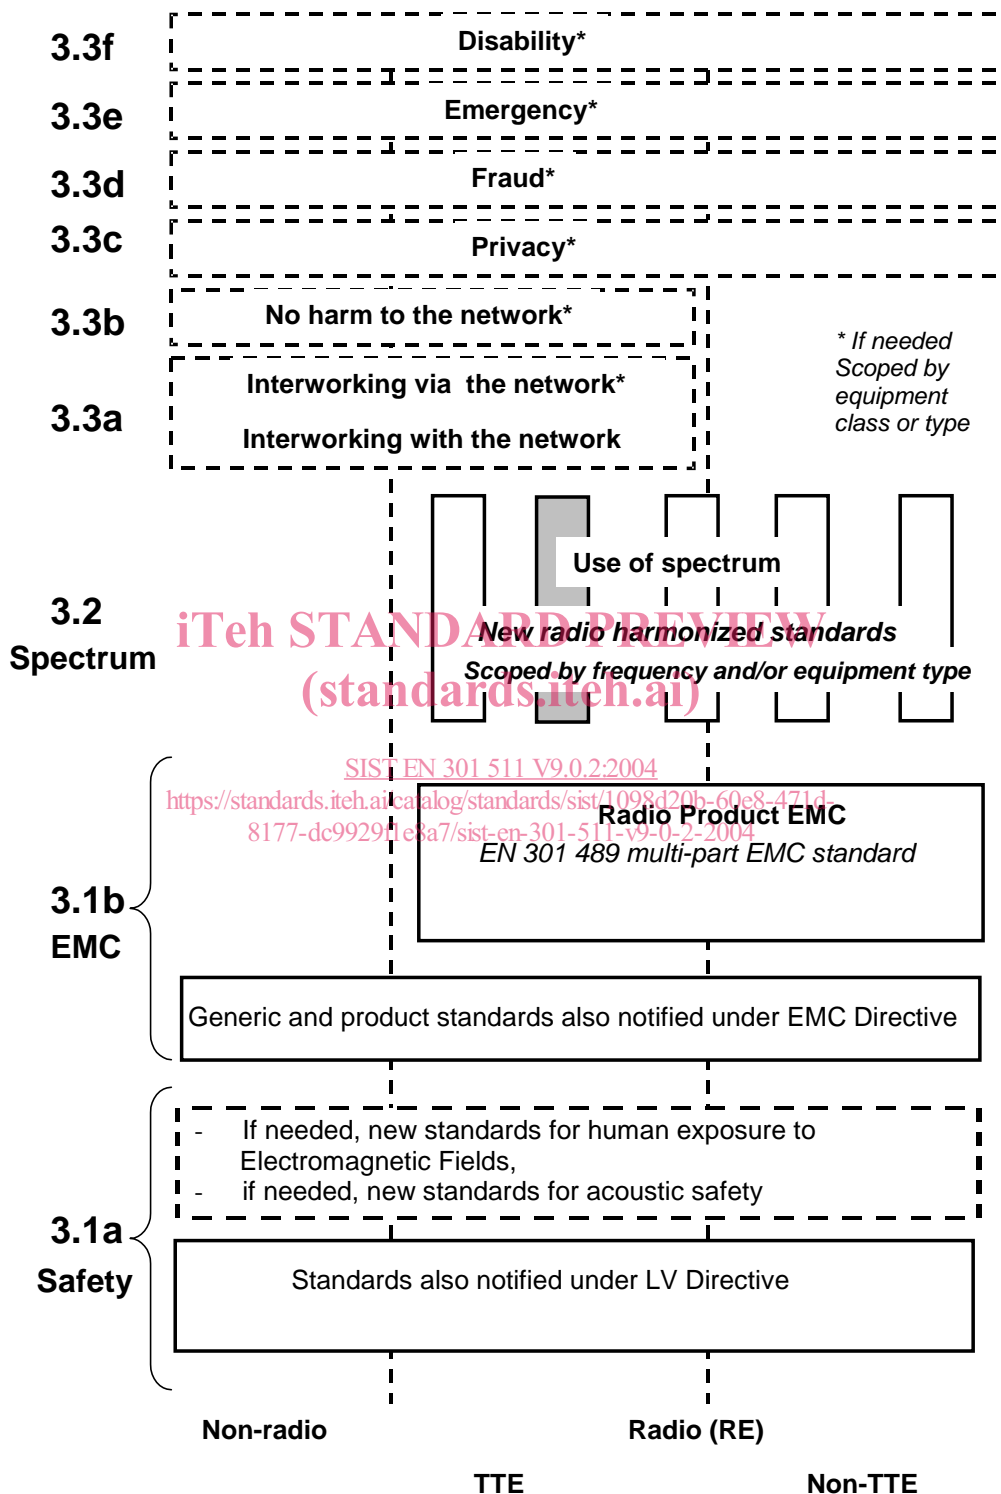 3.3f
Disability*
3.3e
Emergency*
3.3d
Fraud*
3.3c
Privacy*
3.3b
No harm to the network*
* If needed
Scoped by
equipment
class or type
3.3a
Interworking via the network*
Interworking with the network
Use of spectrum
3.2
Spectrum
New radio harmonized standards
Scoped by frequency and/or equipment type
iTeh STANDARD PREVIEW
(standards.iteh.ai)
SIST EN 301 511 V9.0.2:2004
https://standards.iteh.ai/catalog/standards/sist/1098d20b-60e8-471d-
8177-dc9929f1e8a7/sist-en-301-511-v9-0-2-2004
Radio Product EMC
EN 301 489 multi-part EMC standard
3.1b
EMC
Generic and product standards also notified under EMC Directive
- If needed, new standards for human exposure to
Electromagnetic Fields,
- if needed, new standards for acoustic safety
3.1a
Safety
Standards also notified under LV Directive
Non-radio
Radio (RE)
TTE
Non-TTE